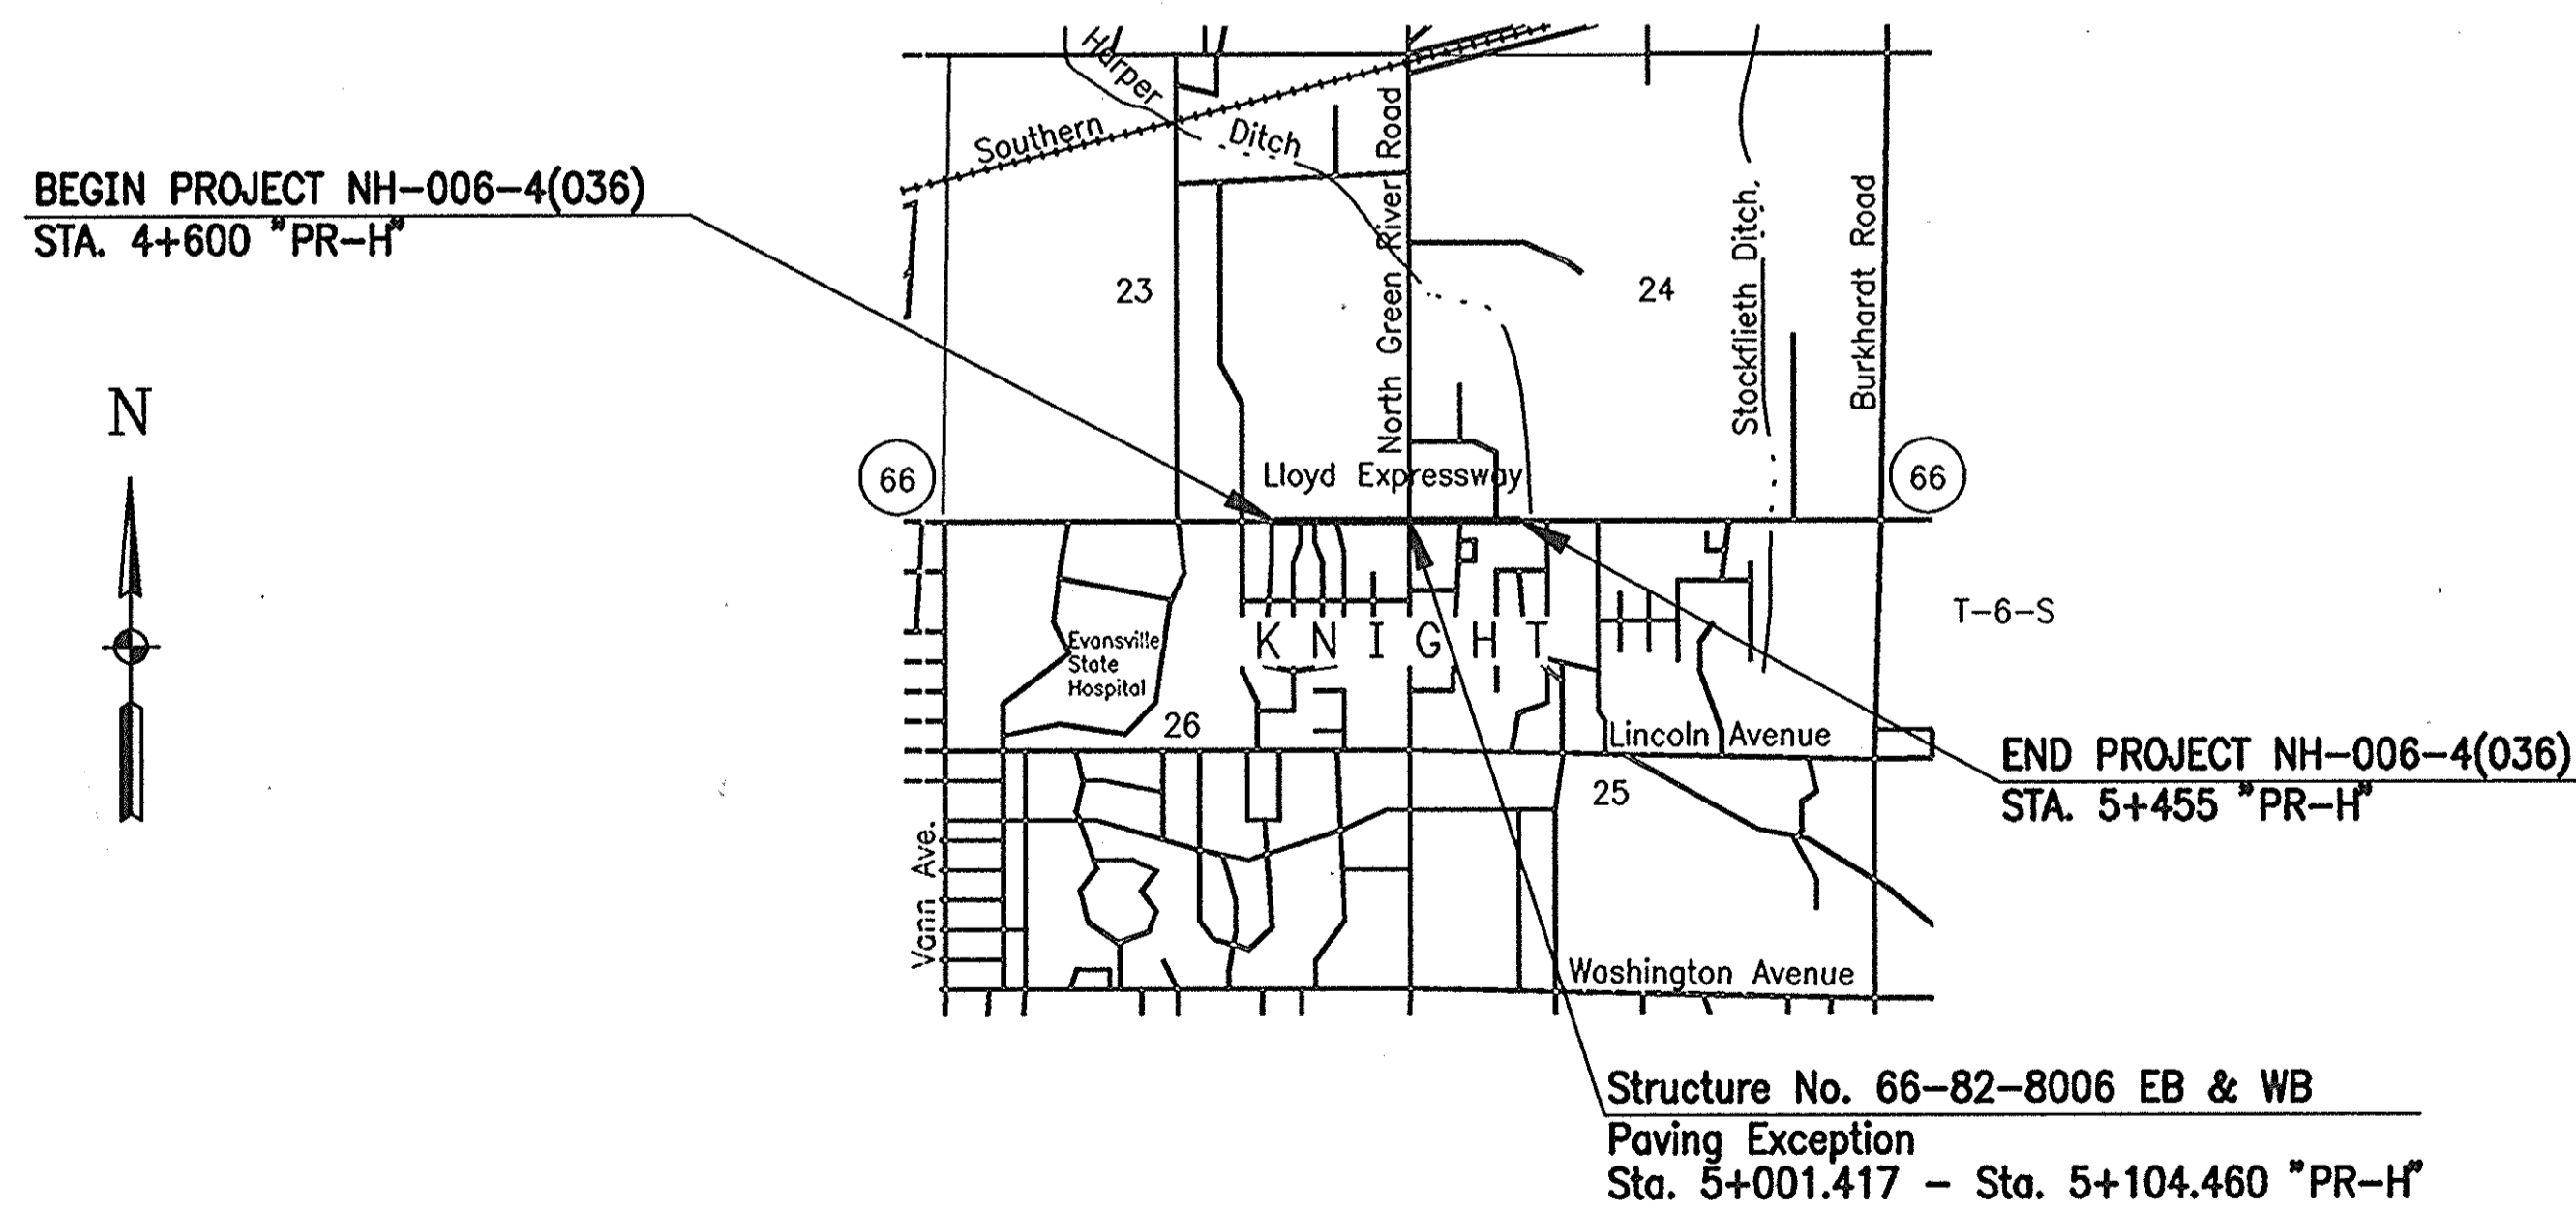 Harper
Ditch
Southern
BEGIN PROJECT NH-006-4(036)
STA. 4+600 "PR-H"
North Green River Road
23
24
Stockflieth Ditch
Burkhardt Road
N
66
Lloyd Expressway
66
T-6-S
Evansville
State
Hospital
KNIGHT
26
Lincoln Avenue
END PROJECT NH-006-4(036)
STA. 5+455 "PR-H"
25
Vann Ave.
Washington Avenue
Structure No. 66-82-8006 EB & WB
Paving Exception
Sta. 5+001.417 - Sta. 5+104.460 "PR-H"